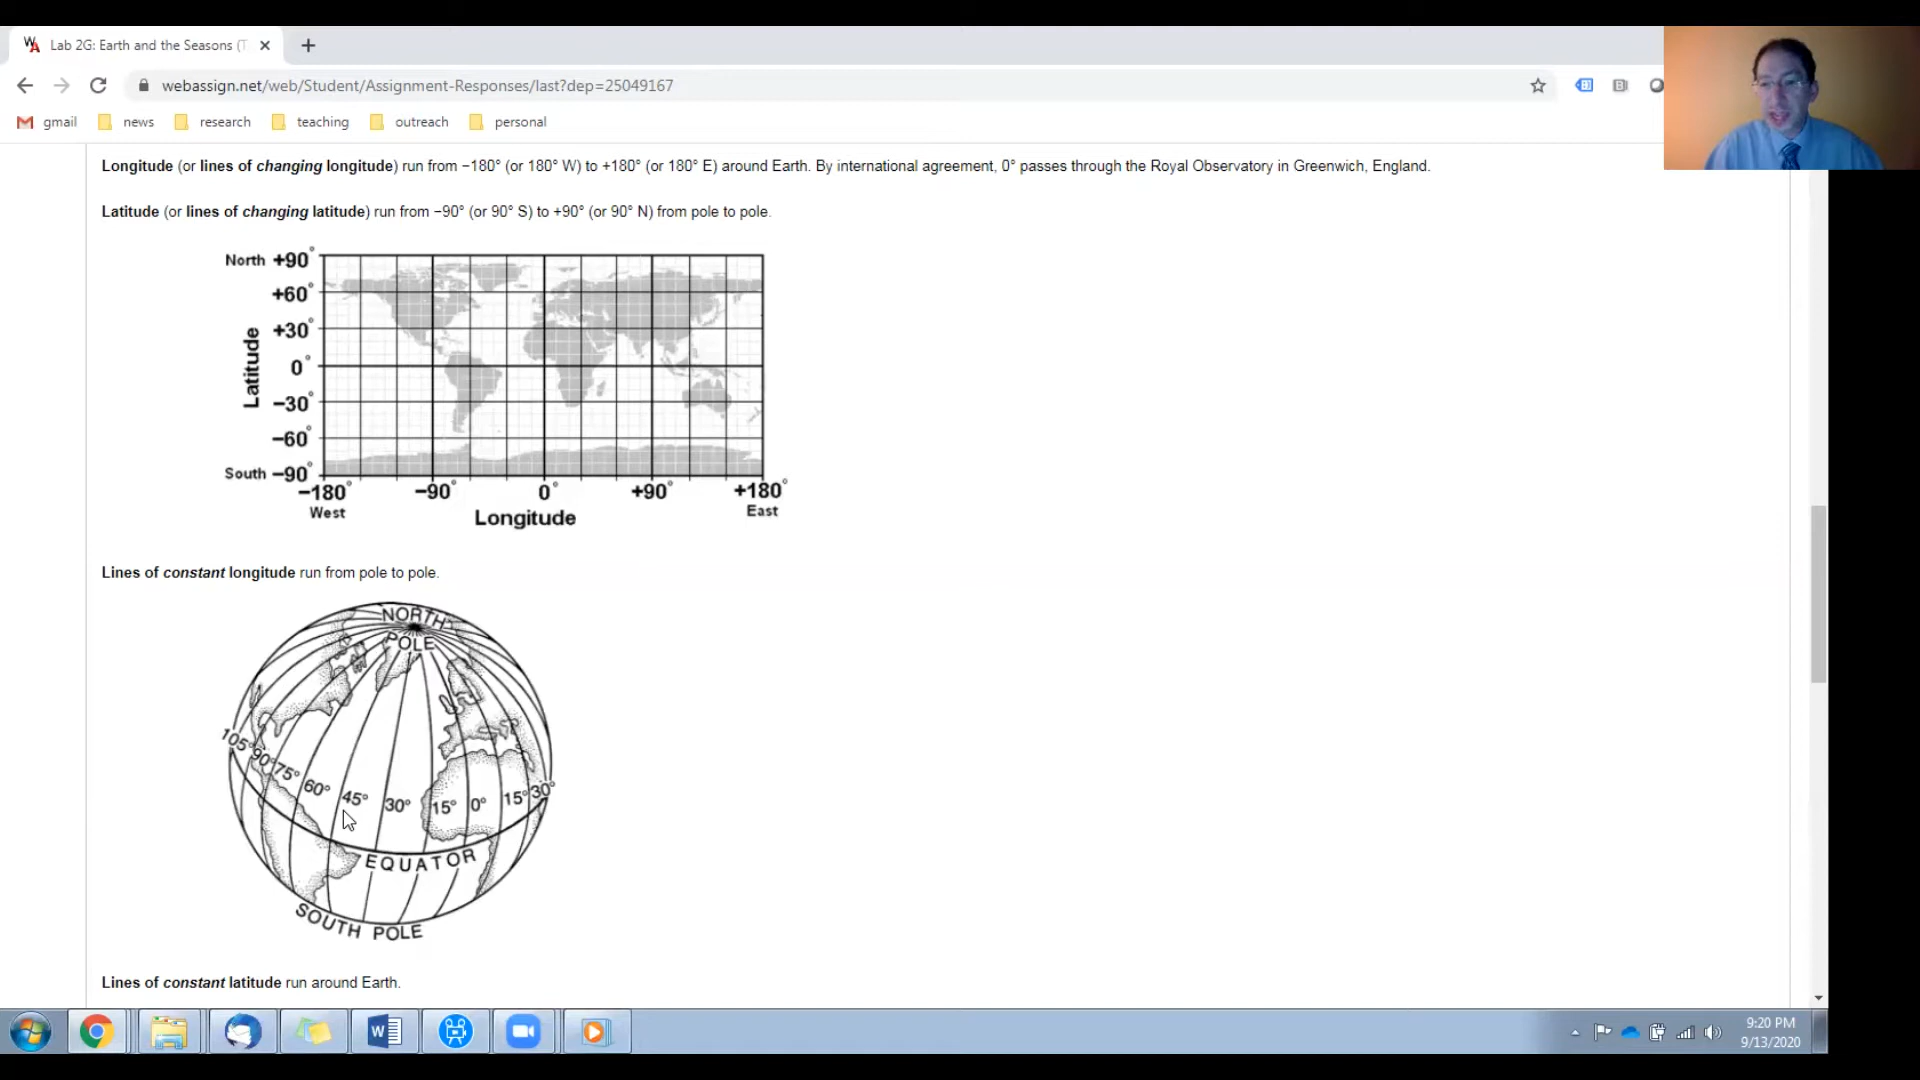 Lab 2G: Earth and the Seasons (T
webassign.net/web/Student/Assignment-Responses/last?dep=25049167
gmail news research teaching outreach personal
Longitude (or lines of changing longitude) run from −180° (or 180° W) to +180° (or 180° E) around Earth. By international agreement, 0° passes through the Royal Observatory in Greenwich, England.
Latitude (or lines of changing latitude) run from −90° (or 90° S) to +90° (or 90° N) from pole to pole.
North +90°
+60°
+30°
Latitude
0°
−30°
−60°
South −90°
−180° −90° 0° +90° +180°
West East
Longitude
Lines of constant longitude run from pole to pole.
NORTH
POLE
105° 90° 75° 60° 45° 30° 15° 0° 15° 30°
EQUATOR
SOUTH POLE
Lines of constant latitude run around Earth.
9:20 PM
9/13/2020